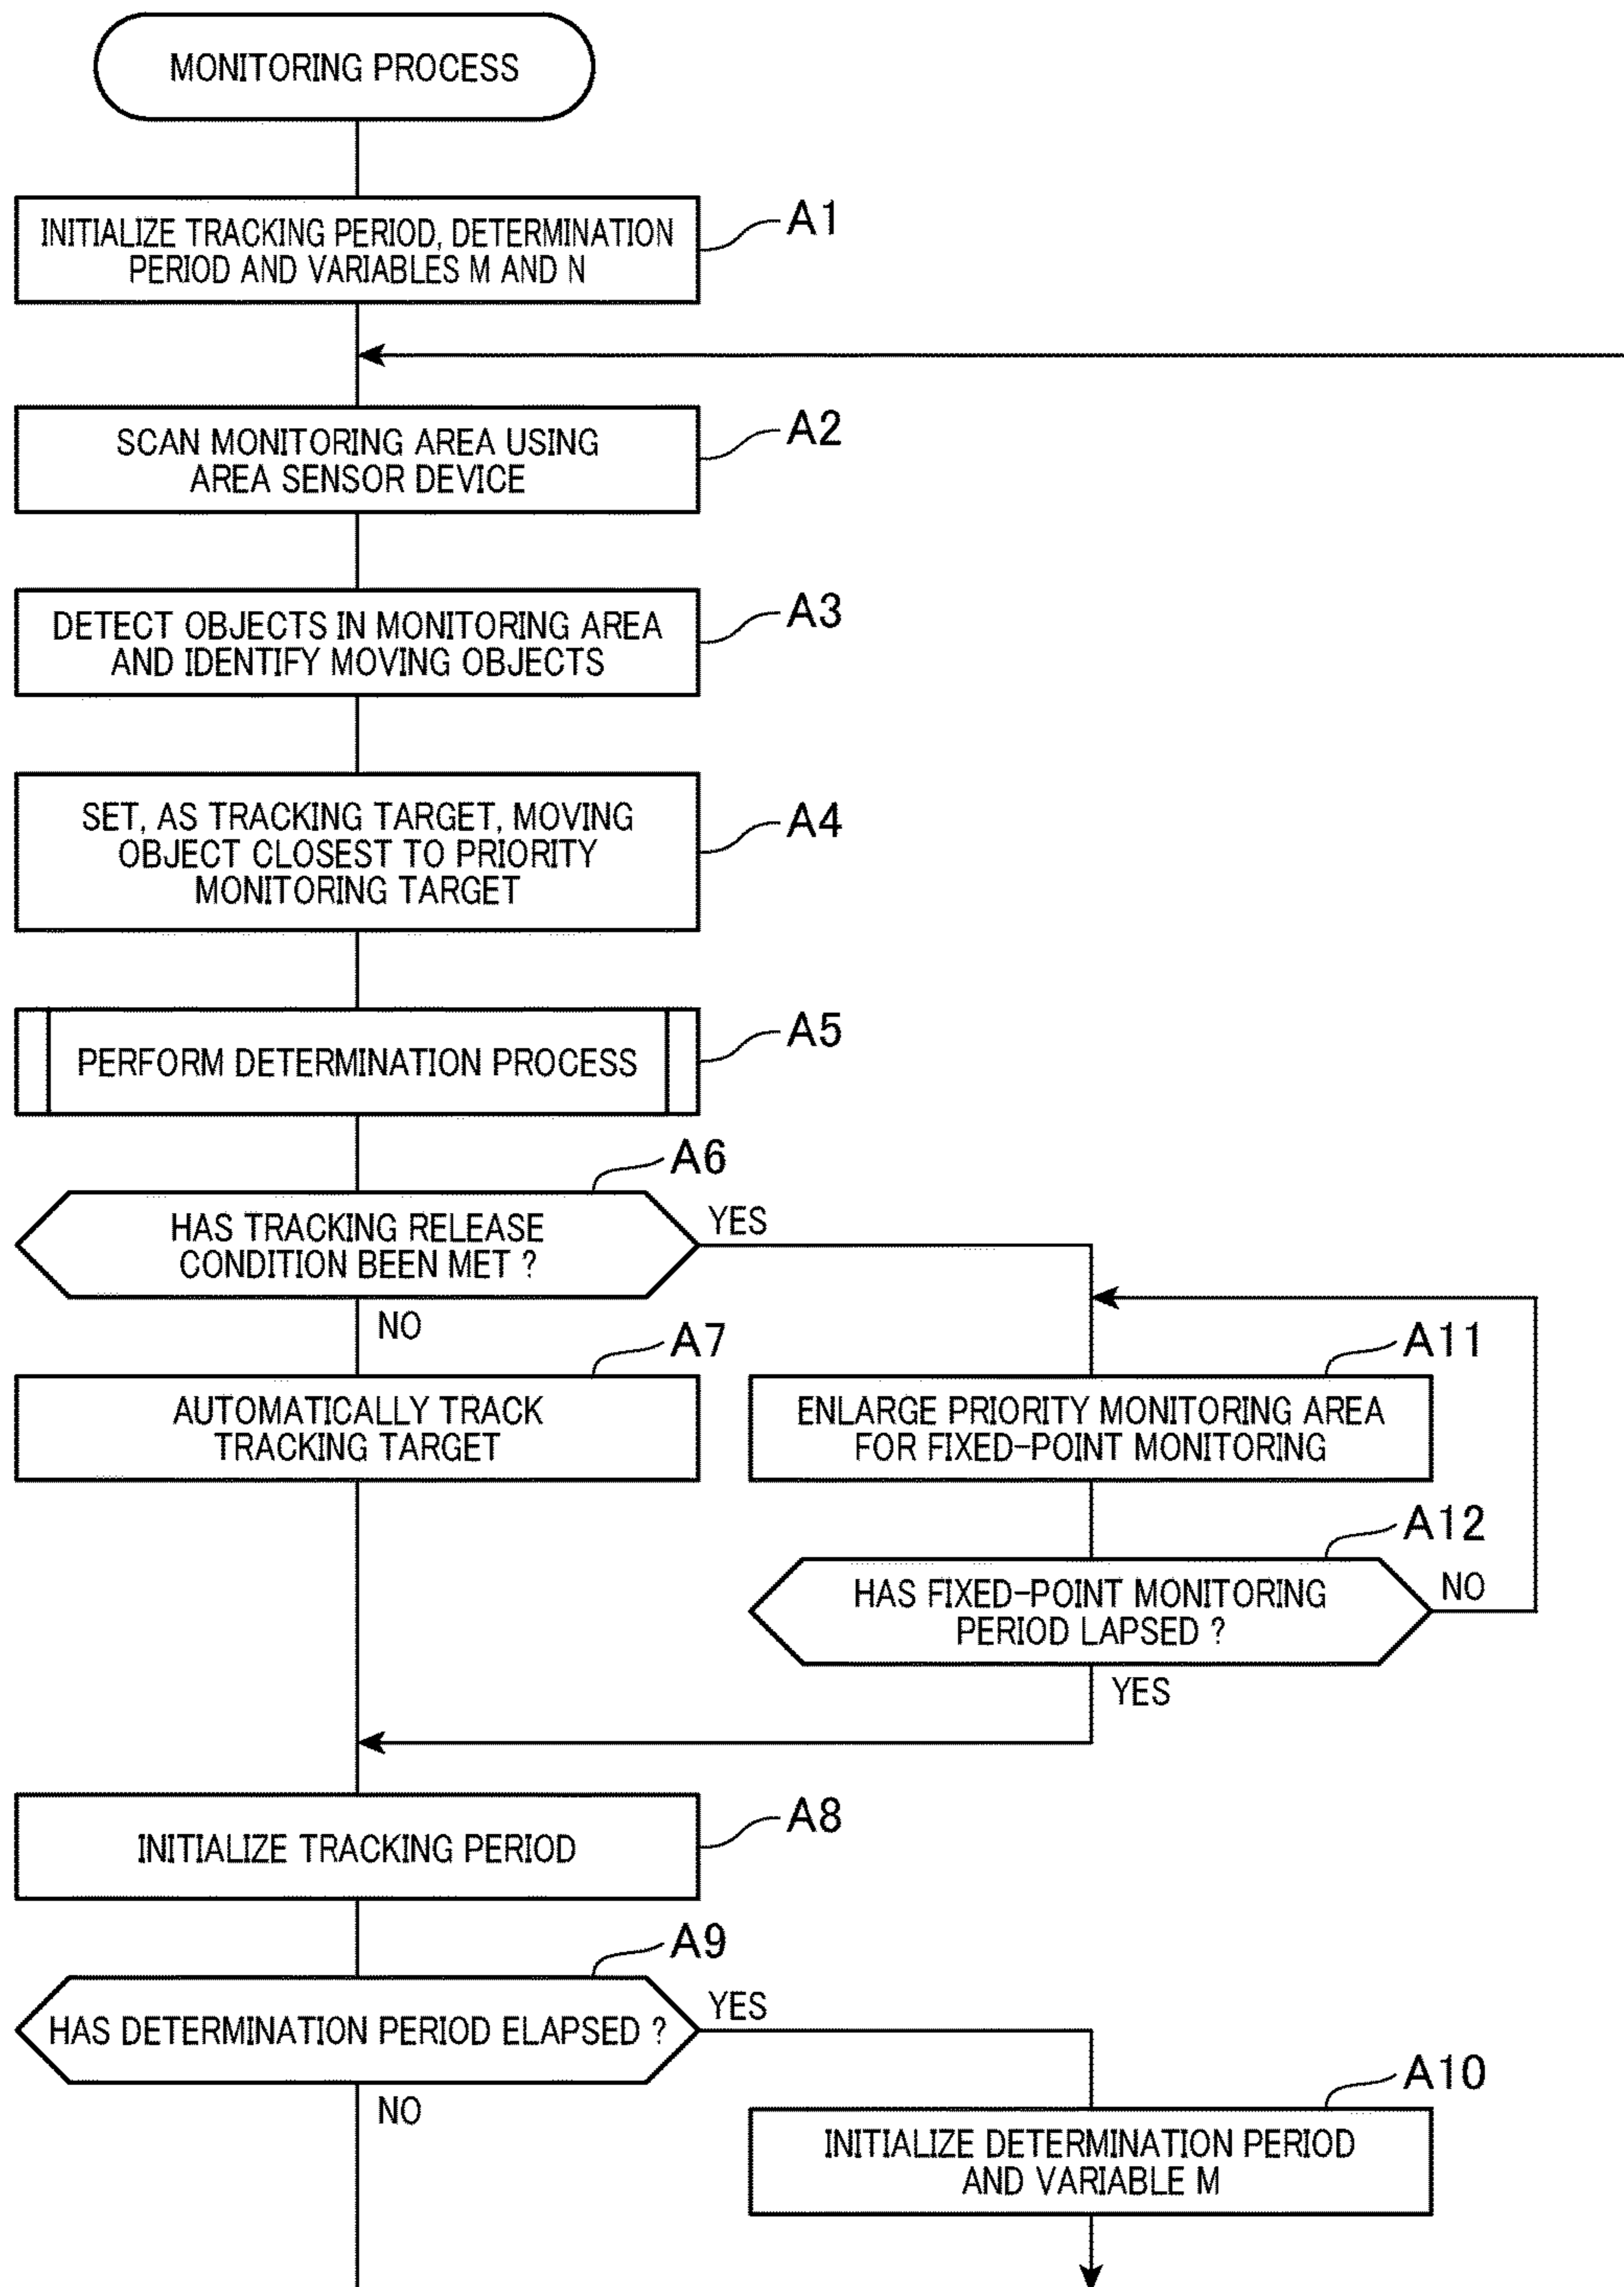 MONITORING PROCESS
INITIALIZE TRACKING PERIOD, DETERMINATION
PERIOD AND VARIABLES M AND N
A1
SCAN MONITORING AREA USING
AREA SENSOR DEVICE
A2
DETECT OBJECTS IN MONITORING AREA
AND IDENTIFY MOVING OBJECTS
A3
SET, AS TRACKING TARGET, MOVING
OBJECT CLOSEST TO PRIORITY
MONITORING TARGET
A4
PERFORM DETERMINATION PROCESS
A5
A6
HAS TRACKING RELEASE
CONDITION BEEN MET ?
YES
NO
A7
AUTOMATICALLY TRACK
TRACKING TARGET
A11
ENLARGE PRIORITY MONITORING AREA
FOR FIXED-POINT MONITORING
A12
HAS FIXED-POINT MONITORING
PERIOD LAPSED ?
NO
YES
INITIALIZE TRACKING PERIOD
A8
A9
HAS DETERMINATION PERIOD ELAPSED ?
YES
NO
A10
INITIALIZE DETERMINATION PERIOD
AND VARIABLE M